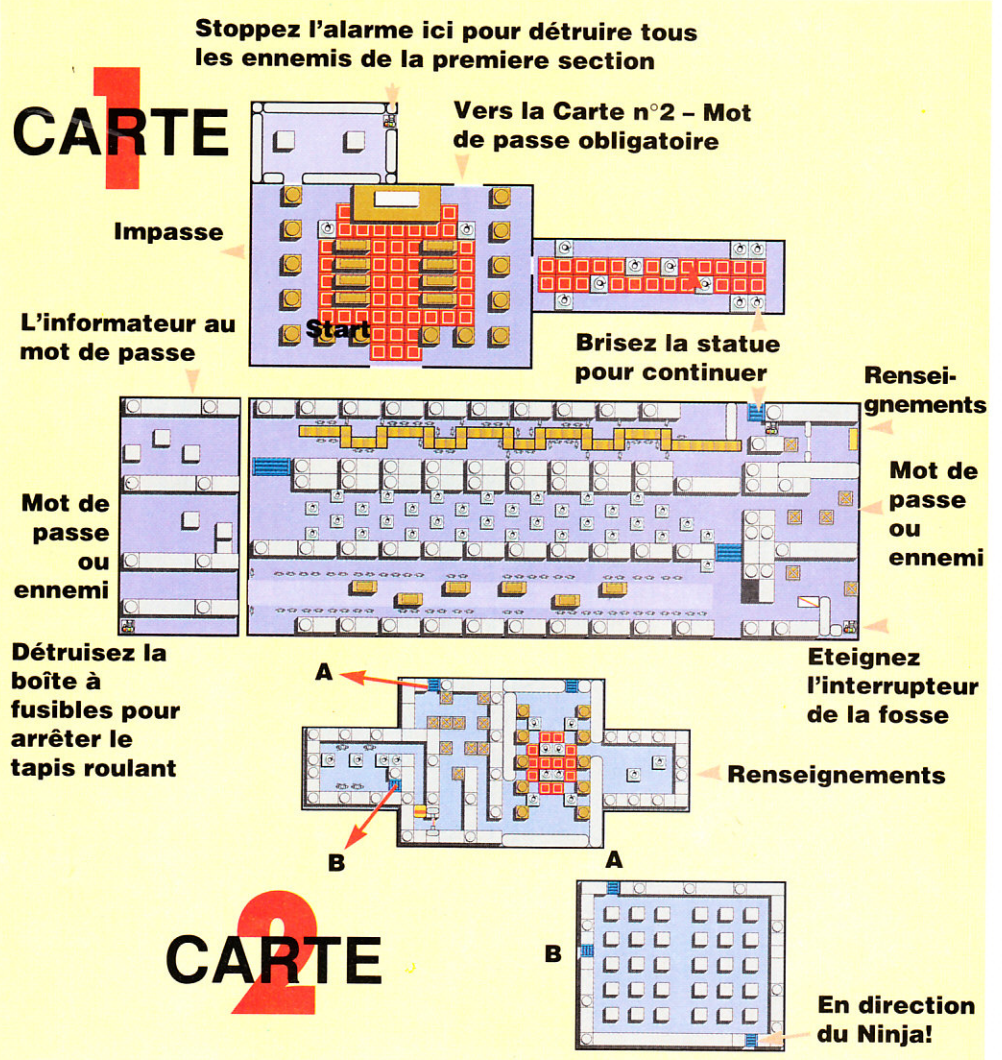 Stoppez l'alarme ici pour détruire tous
les ennemis de la premiere section
CARTE 1
Vers la Carte n°2 – Mot
de passe obligatoire
Impasse
Start
L'informateur au
mot de passe
Brisez la statue
pour continuer
Rensei-
gnements
Mot de
passe
ou
ennemi
Mot de
passe
ou
ennemi
Détruisez la
boîte à
fusibles pour
arrêter le
tapis roulant
Eteignez
l'interrupteur
de la fosse
A
Renseignements
B
A
CARTE 2
B
En direction
du Ninja!